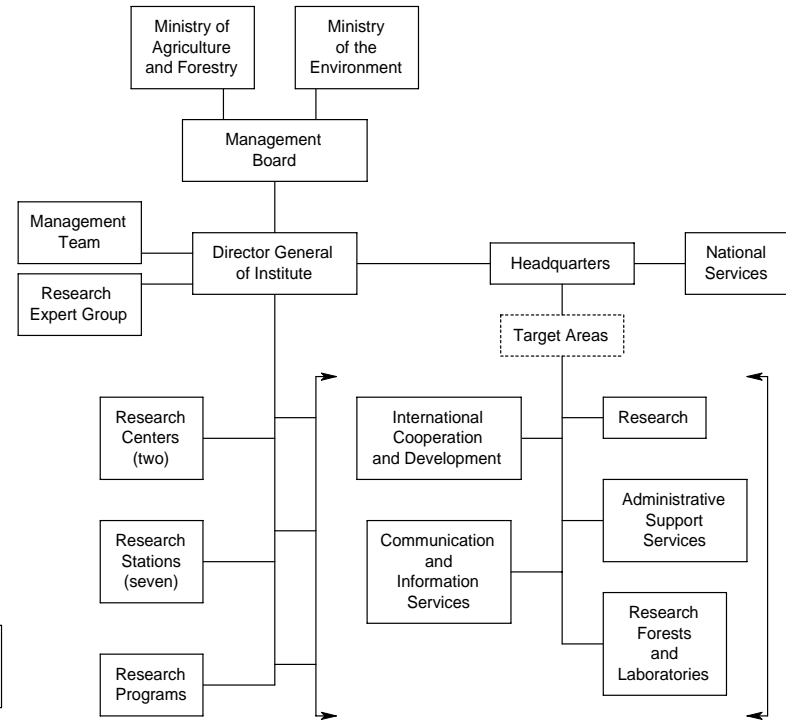 Ministry of
Agriculture
and Forestry
Ministry
of the
Environment
Management
Board
Management
Team
Director General
of Institute
Headquarters
National
Services
Research
Expert Group
Target Areas
Research
Centers
(two)
International
Cooperation
and Development
Research
Research
Stations
(seven)
Communication
and
Information
Services
Administrative
Support
Services
Research
Programs
Research
Forests
and
Laboratories